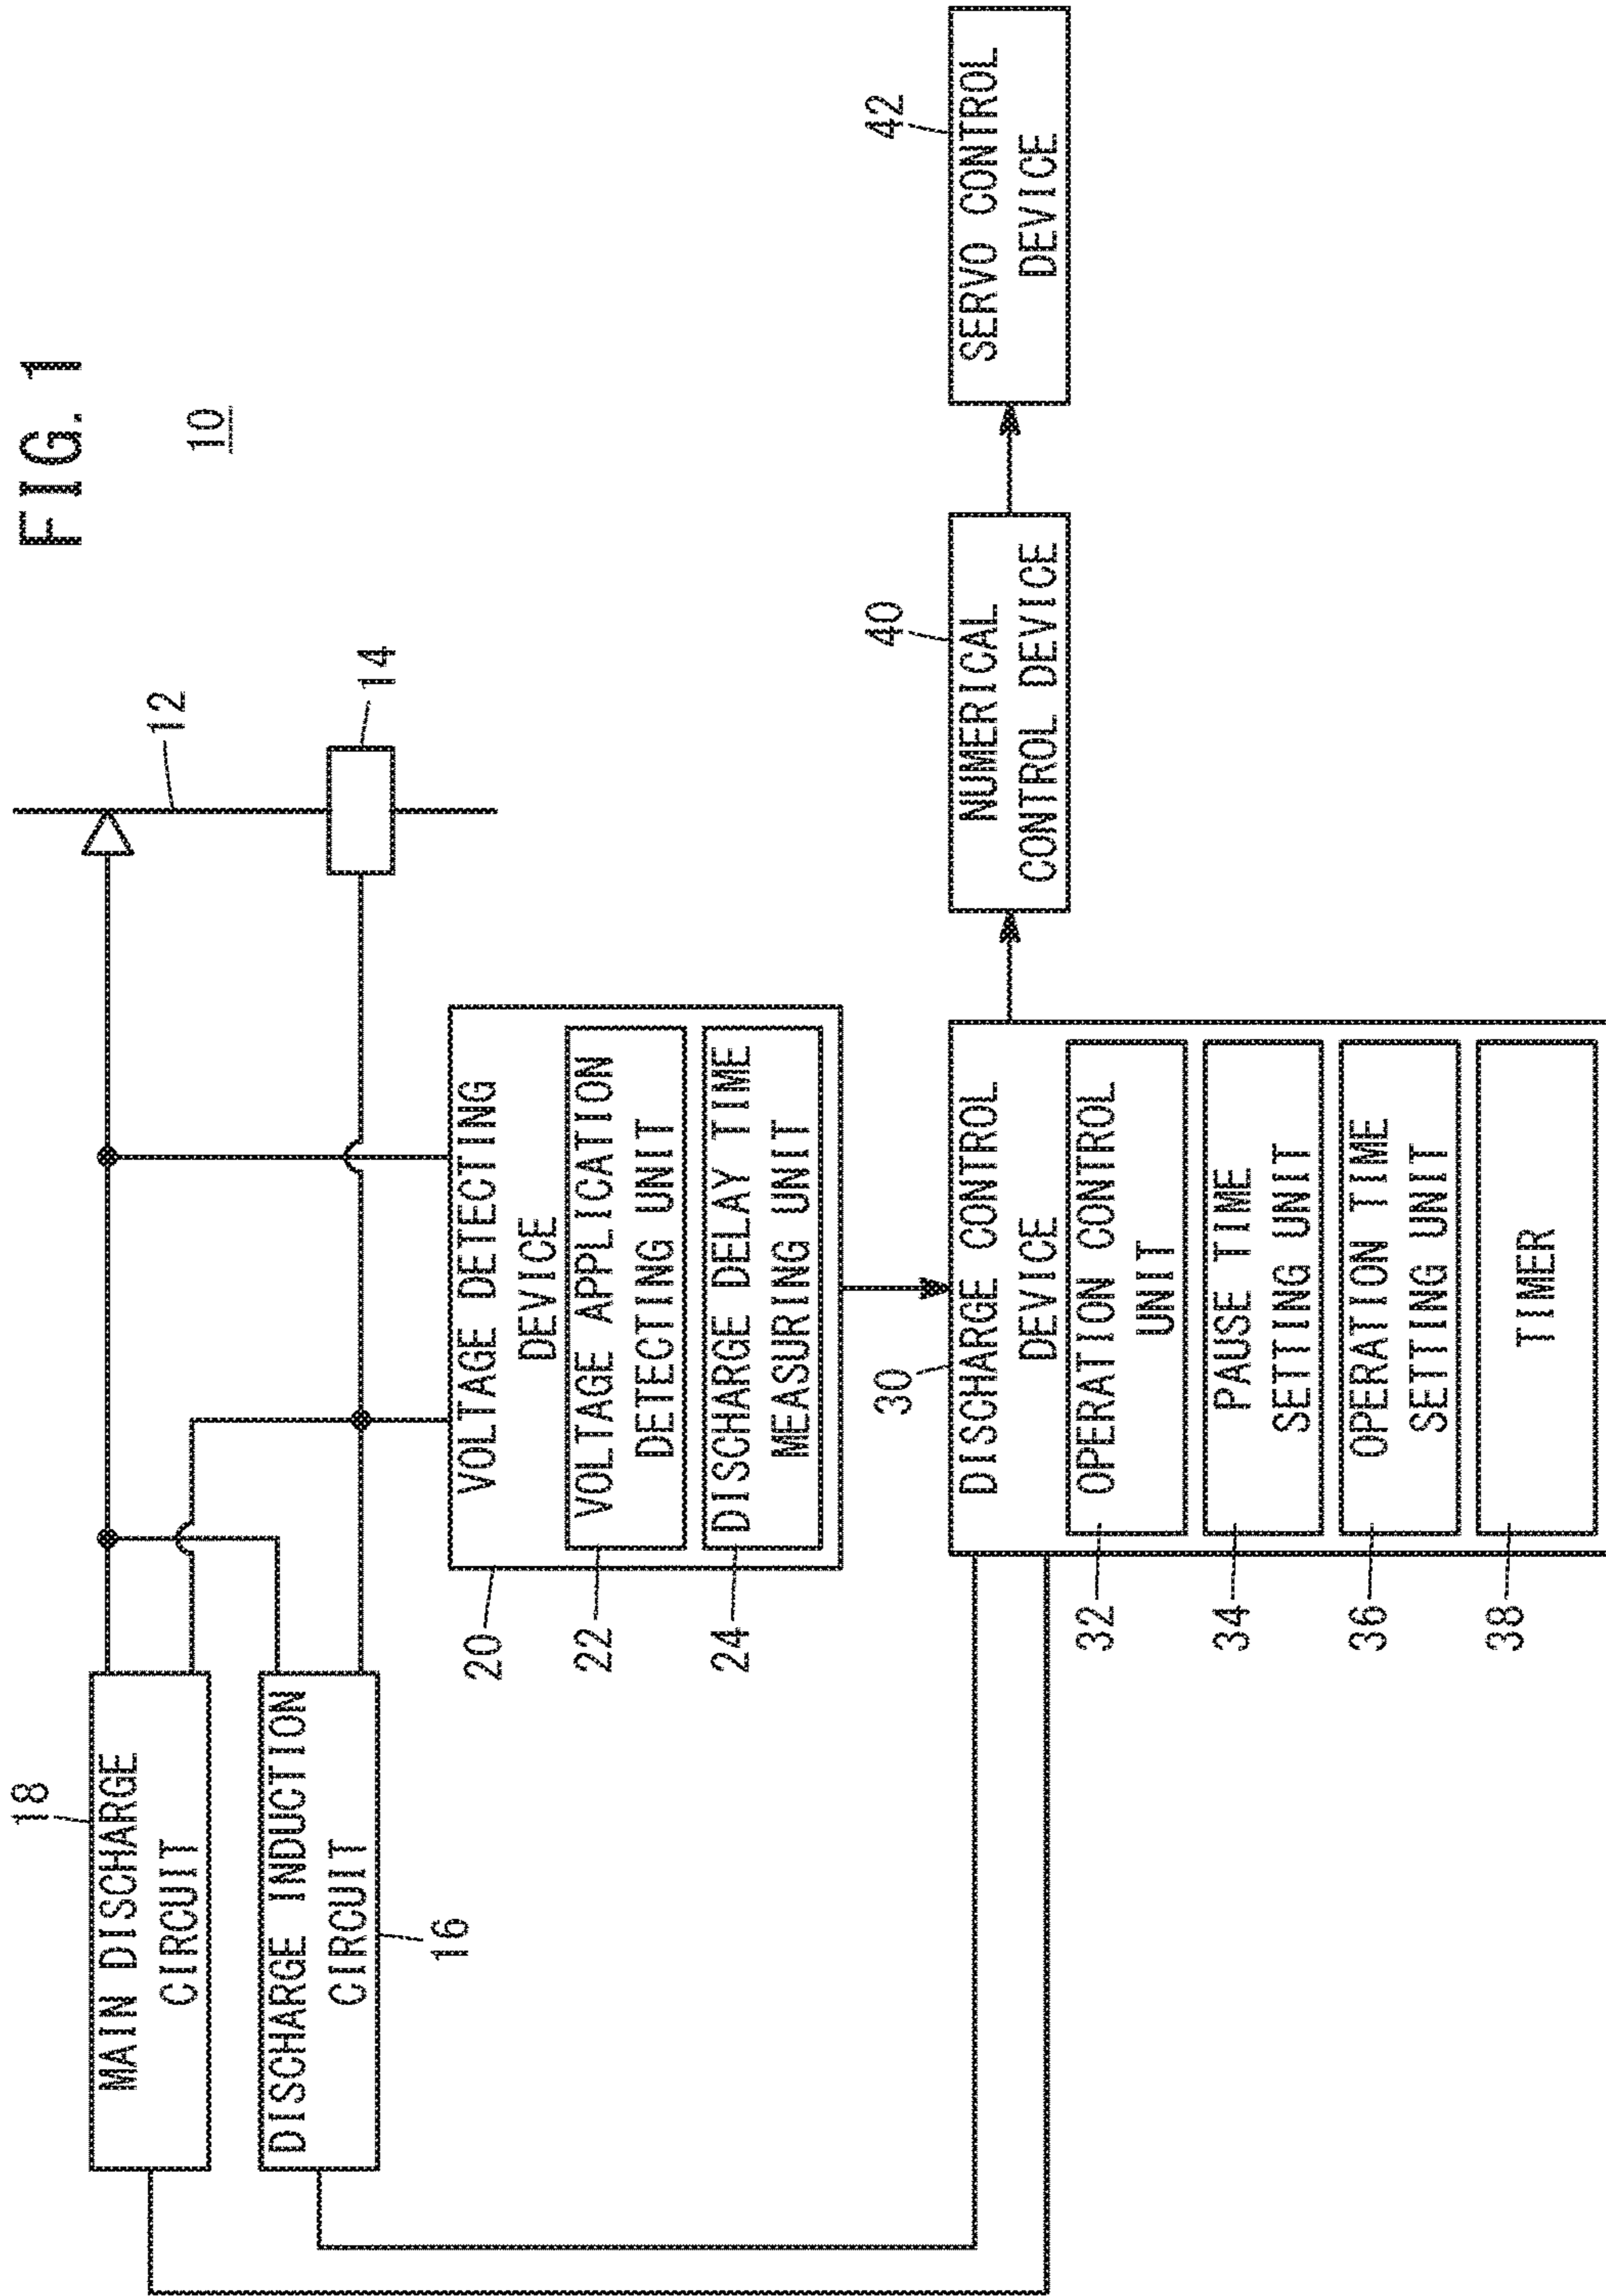 FIG. 1
10
18
MAIN DISCHARGE
CIRCUIT
DISCHARGE INDUCTION
CIRCUIT
16
12
14
20
VOLTAGE DETECTING
DEVICE
22
VOLTAGE APPLICATION
DETECTING UNIT
24
DISCHARGE DELAY TIME
MEASURING UNIT
30
DISCHARGE CONTROL
DEVICE
32
OPERATION CONTROL
UNIT
34
PAUSE TIME
SETTING UNIT
36
OPERATION TIME
SETTING UNIT
38
TIMER
40
NUMERICAL
CONTROL DEVICE
42
SERVO CONTROL
DEVICE